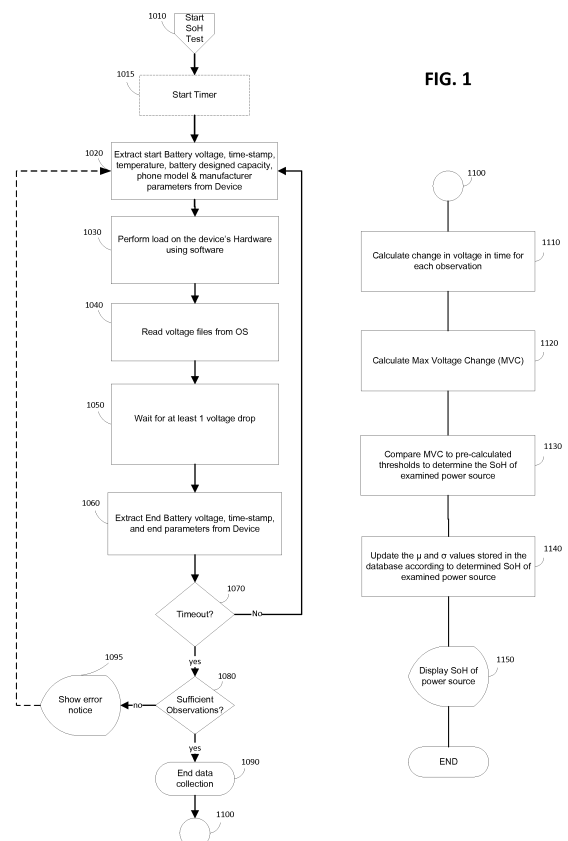 1010
Start
SoH
Test
1015
Start Timer
1020
Extract start Battery voltage, time-stamp,
temperature, battery designed capacity,
phone model & manufacturer
parameters from Device
1030
Perform load on the device's Hardware
using software
1040
Read voltage files from OS
1050
Wait for at least 1 voltage drop
1060
Extract End Battery voltage, time-stamp,
and end parameters from Device
1070
Timeout?
No
yes
1095
1080
Show error
notice
no
Sufficient
Observations?
yes
1090
End data
collection
1100
FIG. 1
1100
1110
Calculate change in voltage in time for
each observation
1120
Calculate Max Voltage Change (MVC)
1130
Compare MVC to pre-calculated
thresholds to determine the SoH of
examined power source
1140
Update the μ and σ values stored in the
database according to determined SoH of
examined power source
1150
Display SoH of
power source
END